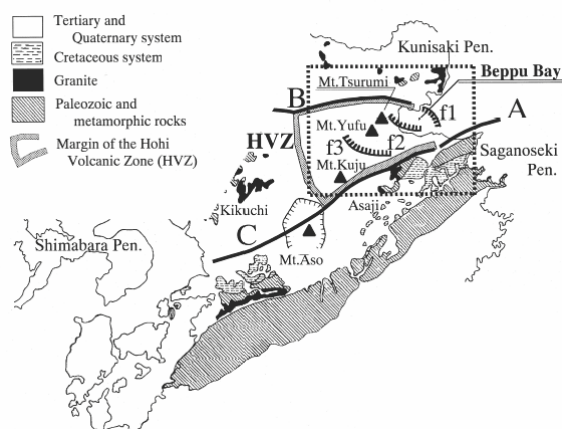 Tertiary and
Quaternary system
Cretaceous system
Granite
Paleozoic and
metamorphic rocks
Margin of the Hohi
Volcanic Zone (HVZ)
Kunisaki Pen.
Mt.Tsurumi
Beppu Bay
B
A
f1
HVZ
Mt.Yufu
f2
f3
Saganoseki
Pen.
Mt.Kuju
Kikuchi
Asaji
C
Shimabara Pen.
Mt.Aso